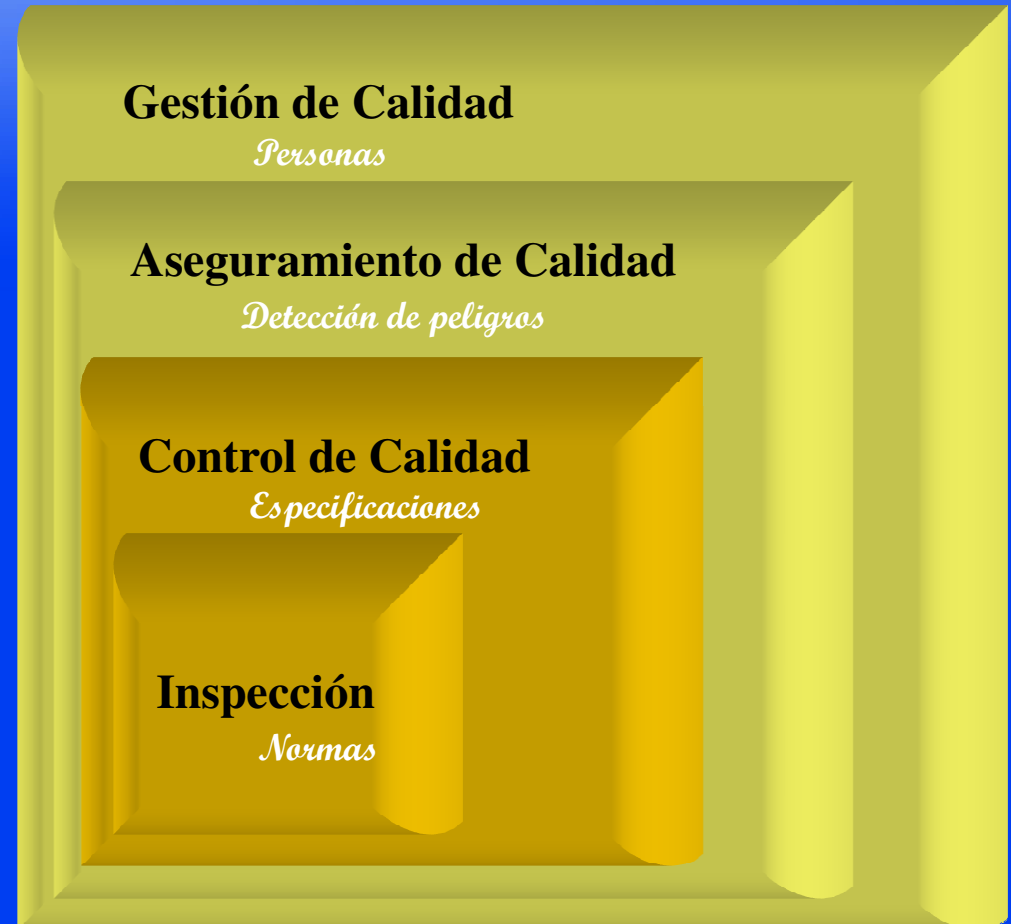 Gestión de Calidad
Personas
Aseguramiento de Calidad
Detección de peligros
Control de Calidad
Especificaciones
Inspección
Normas